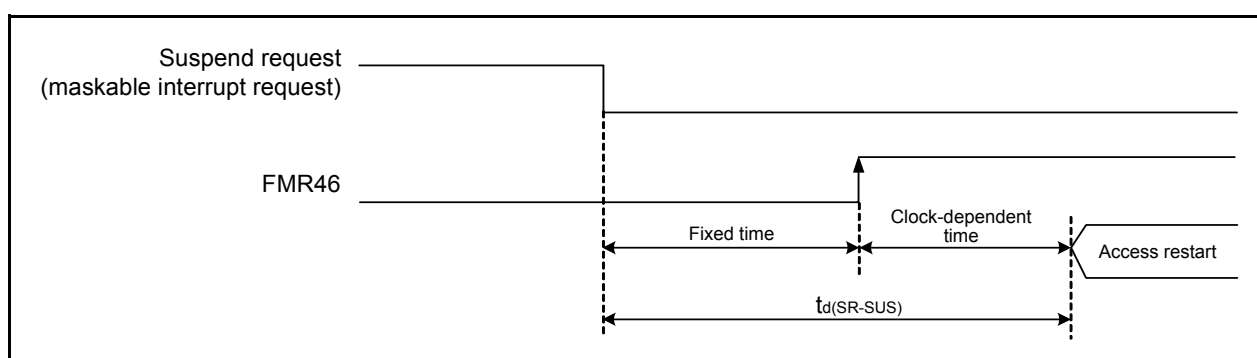 Suspend request
(maskable interrupt request)
FMR46
Fixed time
Clock-dependent
time
Access restart
td(SR-SUS)